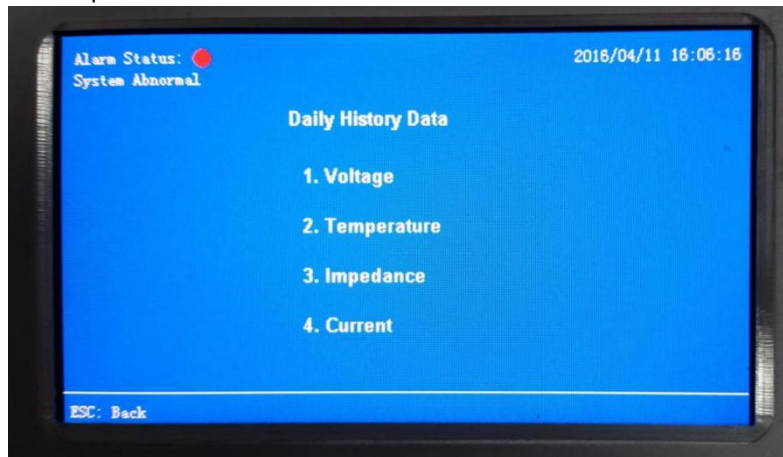 Alarm Status:
2016/04/11 16:06:16
System Abnormal
Daily History Data
1. Voltage
2. Temperature
3. Impedance
4. Current
ESC: Back